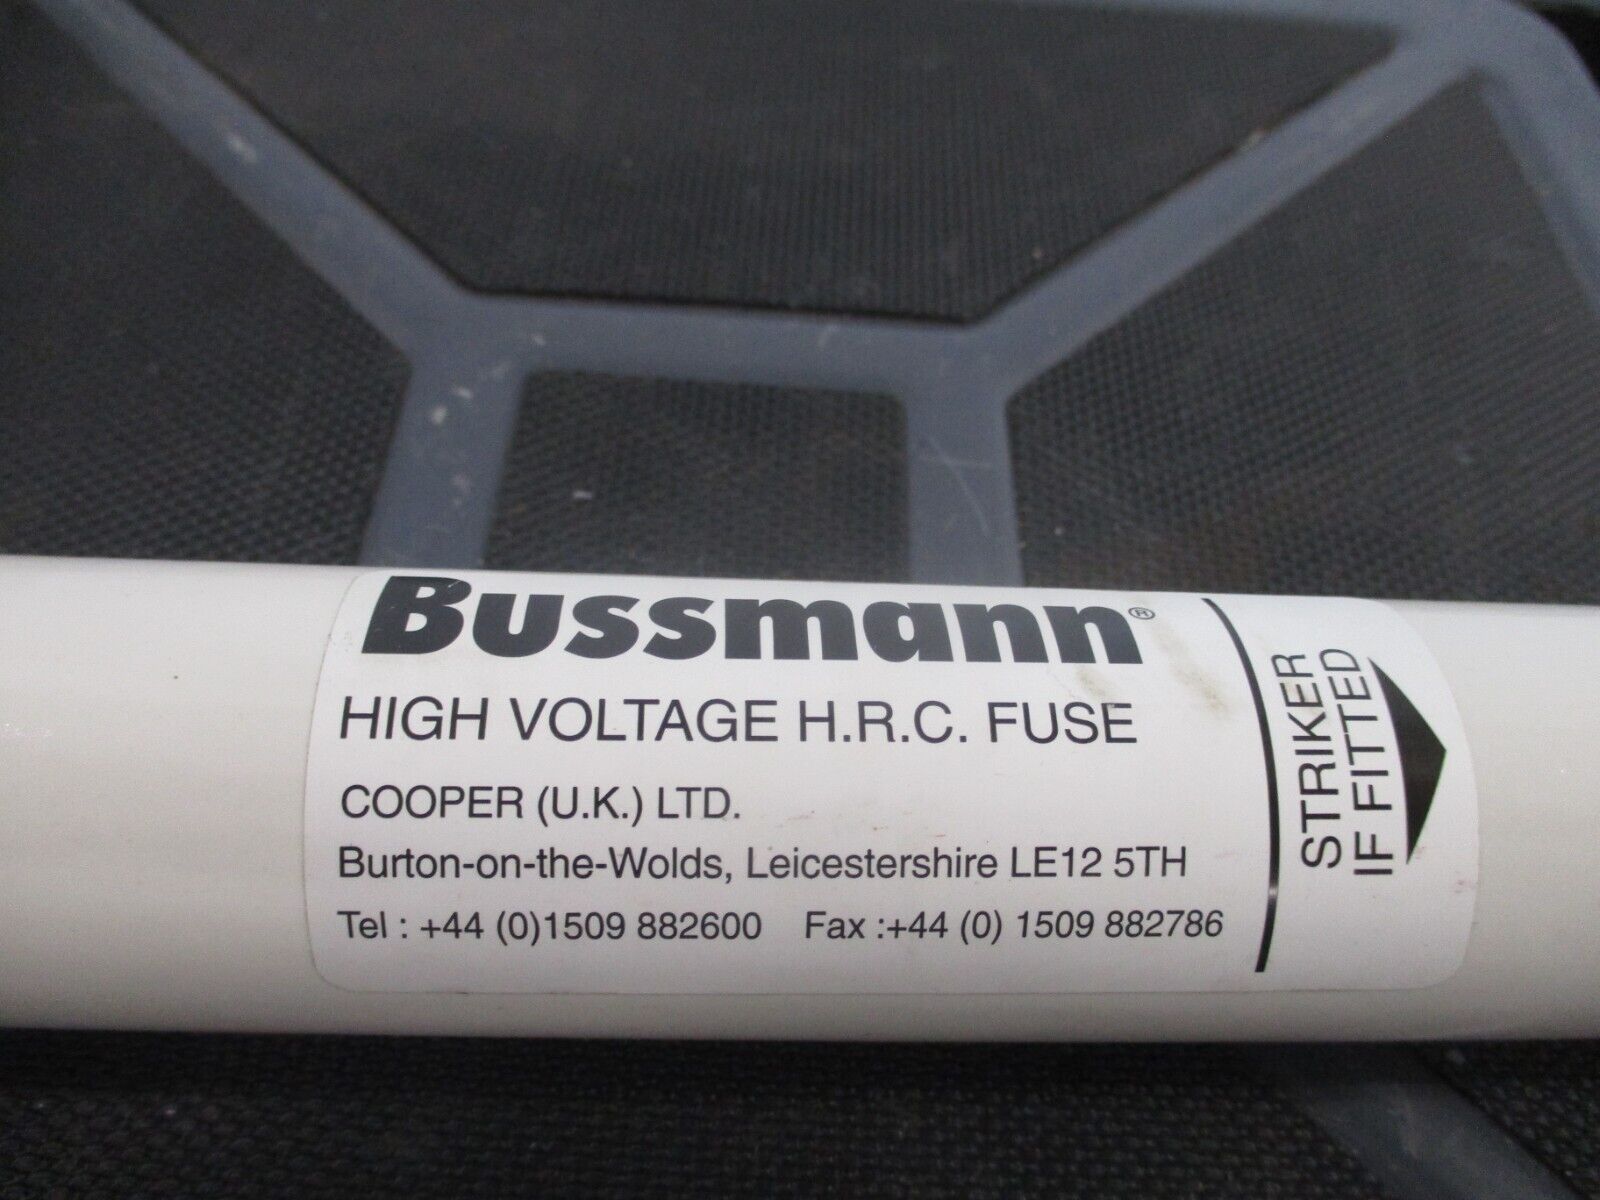 Bussmann®
HIGH VOLTAGE H.R.C. FUSE
COOPER (U.K.) LTD.
Burton-on-the-Wolds, Leicestershire LE12 5TH
Tel : +44 (0)1509 882600 Fax :+44 (0) 1509 882786
STRIKER
IF FITTED